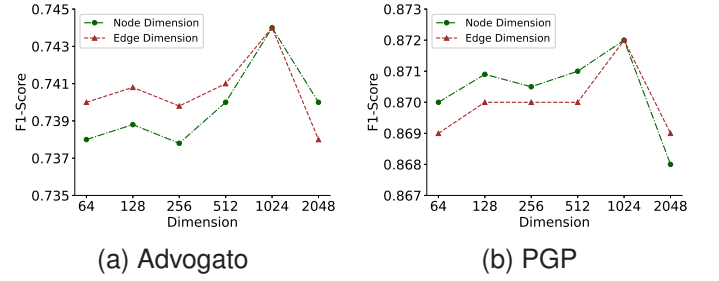 0.745
0.743
0.741
0.739
0.737
0.735
F1-Score
Node Dimension
Edge Dimension
64 128 256 512 1024 2048
Dimension
(a) Advogato
0.873
0.872
0.871
0.870
0.869
0.868
0.867
F1-Score
Node Dimension
Edge Dimension
64 128 256 512 1024 2048
Dimension
(b) PGP